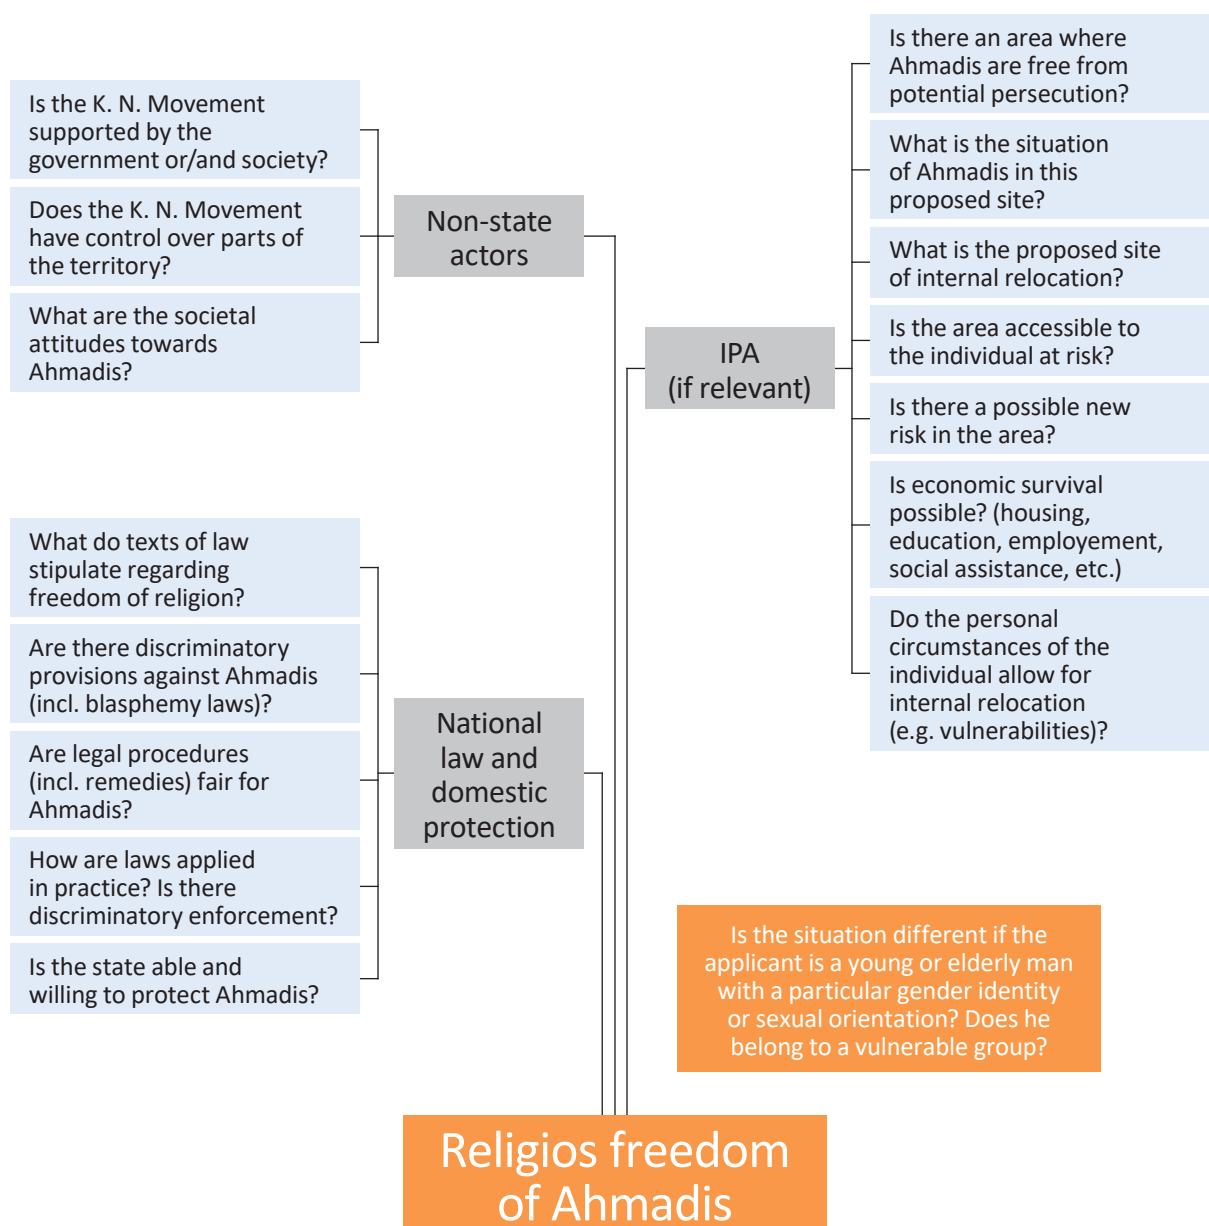 Is the K. N. Movement
supported by the
government or/and society?
Does the K. N. Movement
have control over parts of
the territory?
What are the societal
attitudes towards
Ahmadis?
Non-state
actors
Is there an area where
Ahmadis are free from
potential persecution?
What is the situation
of Ahmadis in this
proposed site?
What is the proposed site
of internal relocation?
Is the area accessible to
the individual at risk?
Is there a possible new
risk in the area?
Is economic survival
possible? (housing,
education, employement,
social assistance, etc.)
Do the personal
circumstances of the
individual allow for
internal relocation
(e.g. vulnerabilities)?
IPA
(if relevant)
What do texts of law
stipulate regarding
freedom of religion?
Are there discriminatory
provisions against Ahmadis
(incl. blasphemy laws)?
Are legal procedures
(incl. remedies) fair for
Ahmadis?
How are laws applied
in practice? Is there
discriminatory enforcement?
Is the state able and
willing to protect Ahmadis?
National
law and
domestic
protection
Is the situation different if the
applicant is a young or elderly man
with a particular gender identity
or sexual orientation? Does he
belong to a vulnerable group?
Religios freedom
of Ahmadis